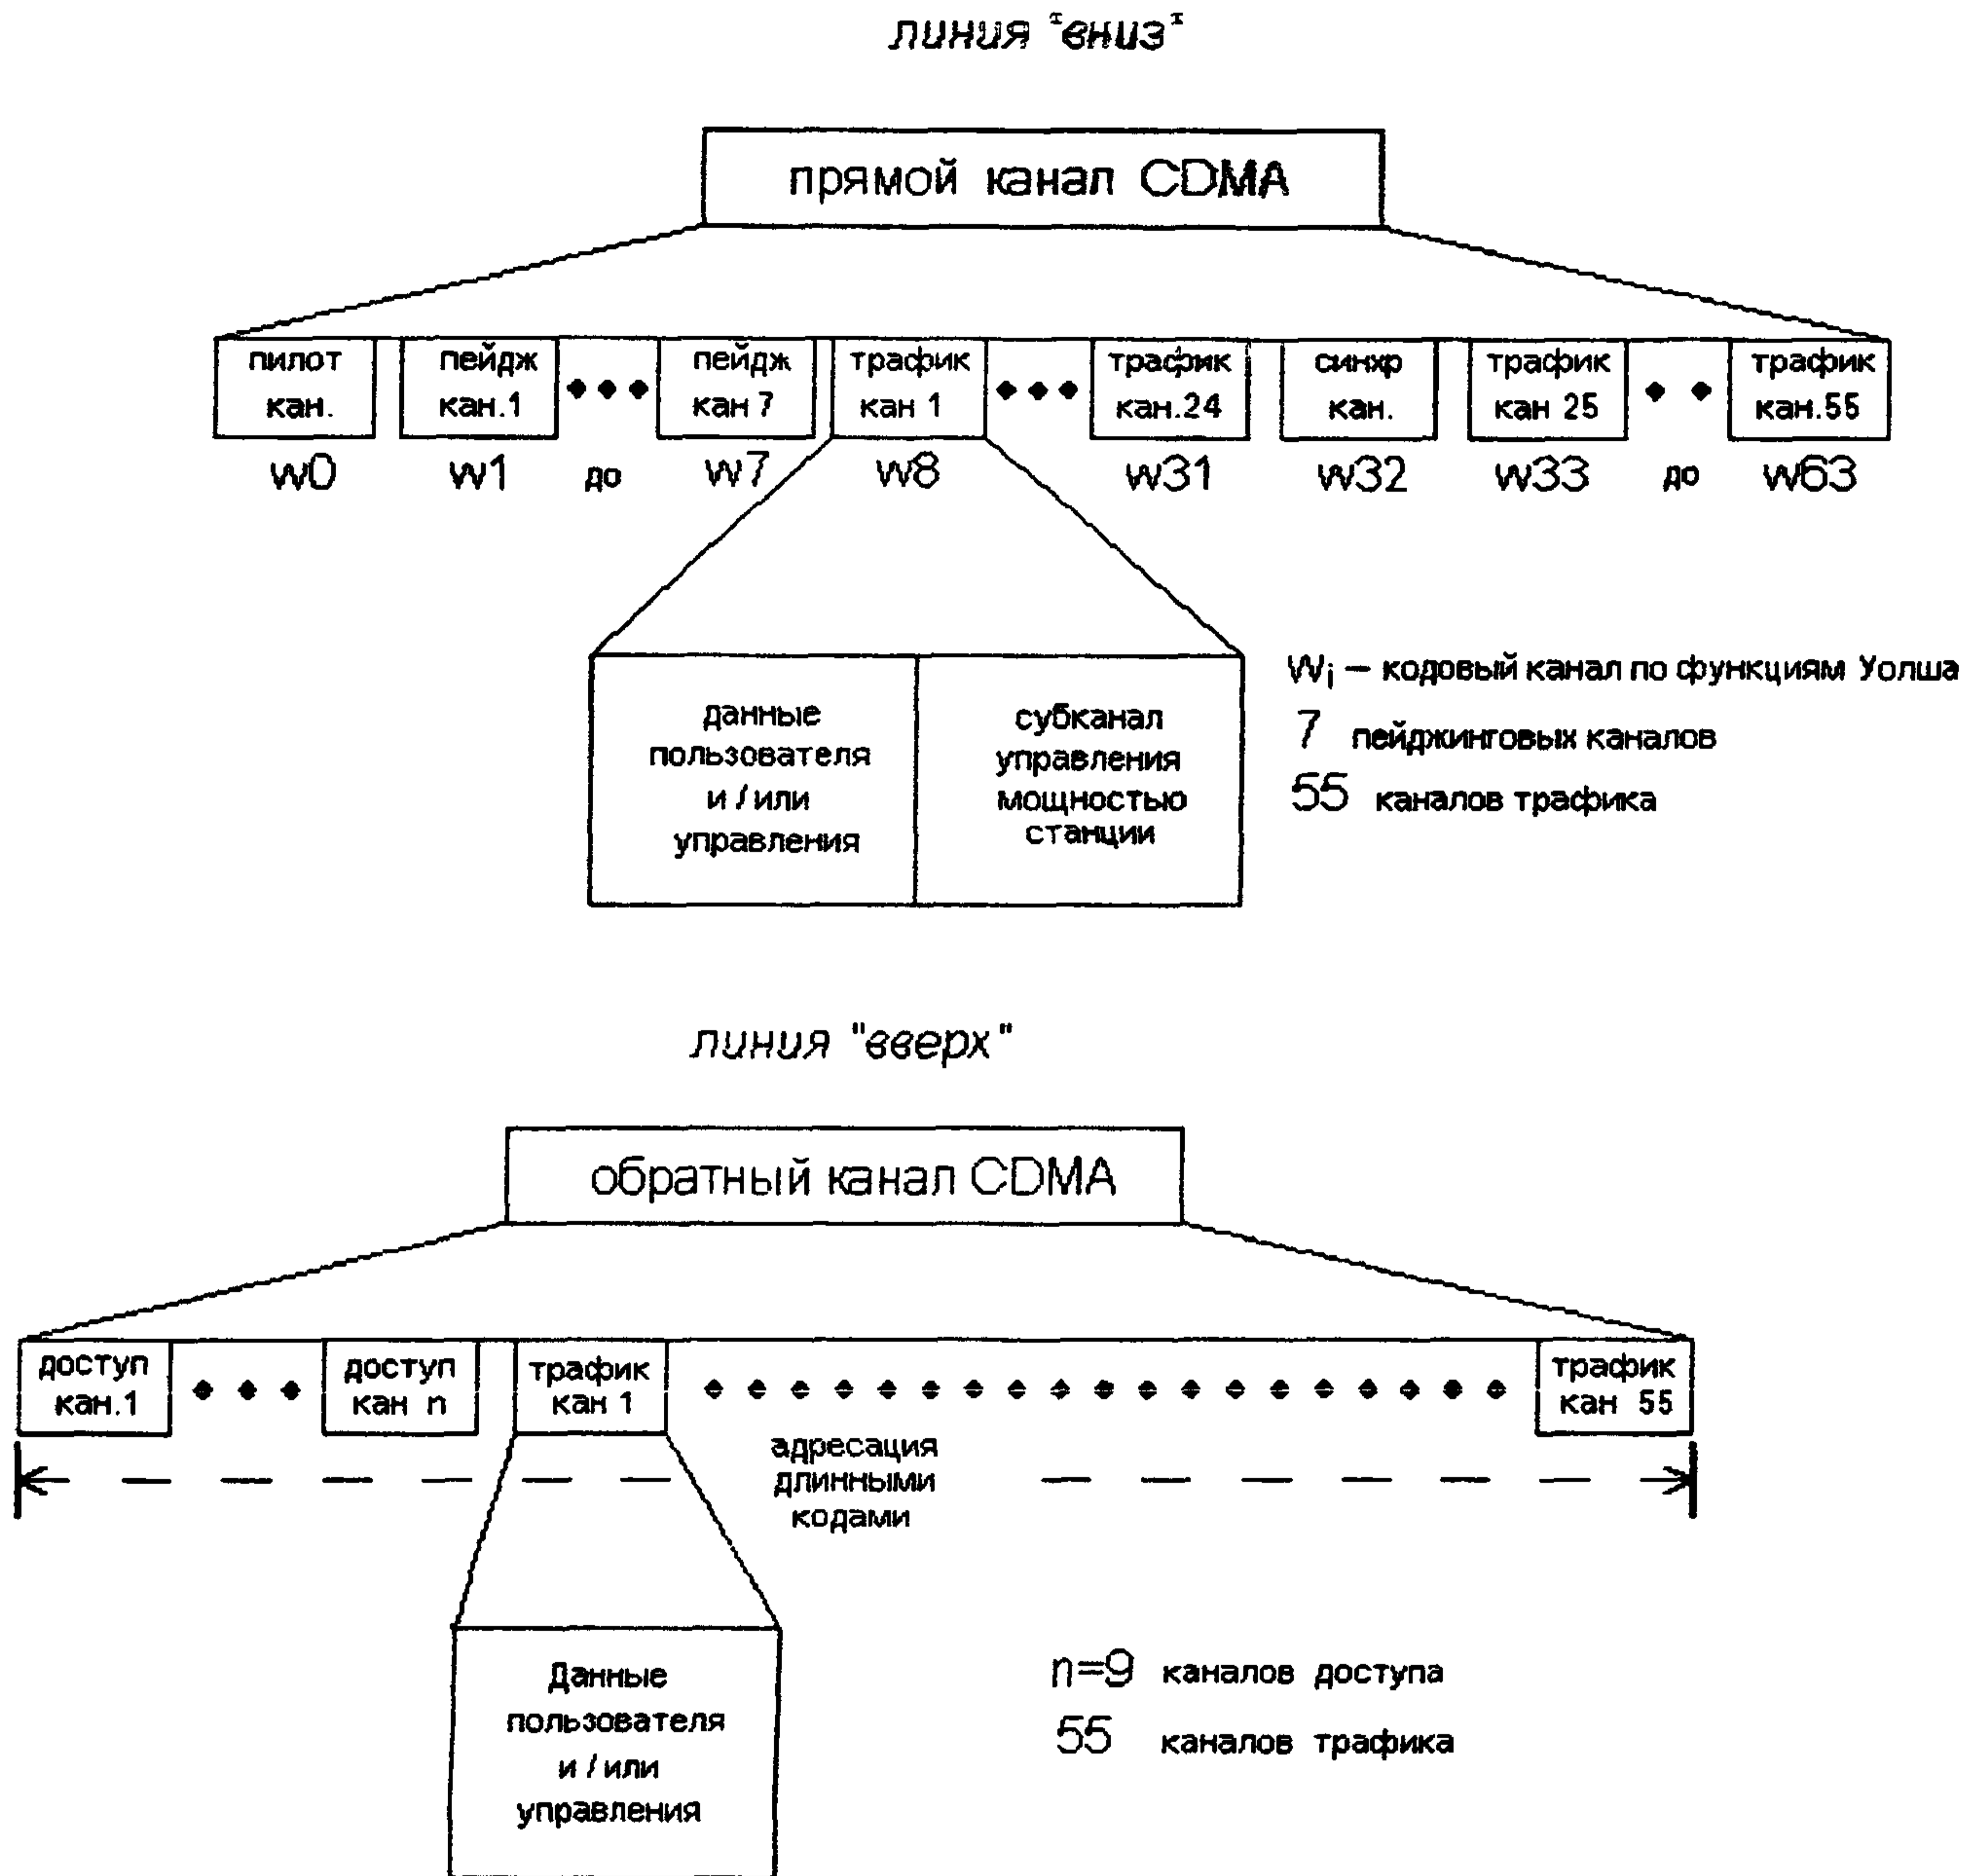 линия "вниз"
прямой канал CDMA
пилот кан.
пейдж кан.1
пейдж кан 7
трафик кан 1
трафик кан.24
синхр кан.
трафик кан 25
трафик кан.55
w0 w1 до w7 w8 w31 w32 w33 до w63
данные
пользователя
и / или
управления
субканал
управления
мощностью
станции
Wi – кодовый канал по функциям Уолша
7 пейджинговых каналов
55 каналов трафика
линия "вверх"
обратный канал CDMA
доступ кан.1
доступ кан n
трафик кан 1
трафик кан 55
адресация
длинными
кодами
Данные
пользователя
и / или
управления
n=9 каналов доступа
55 каналов трафика